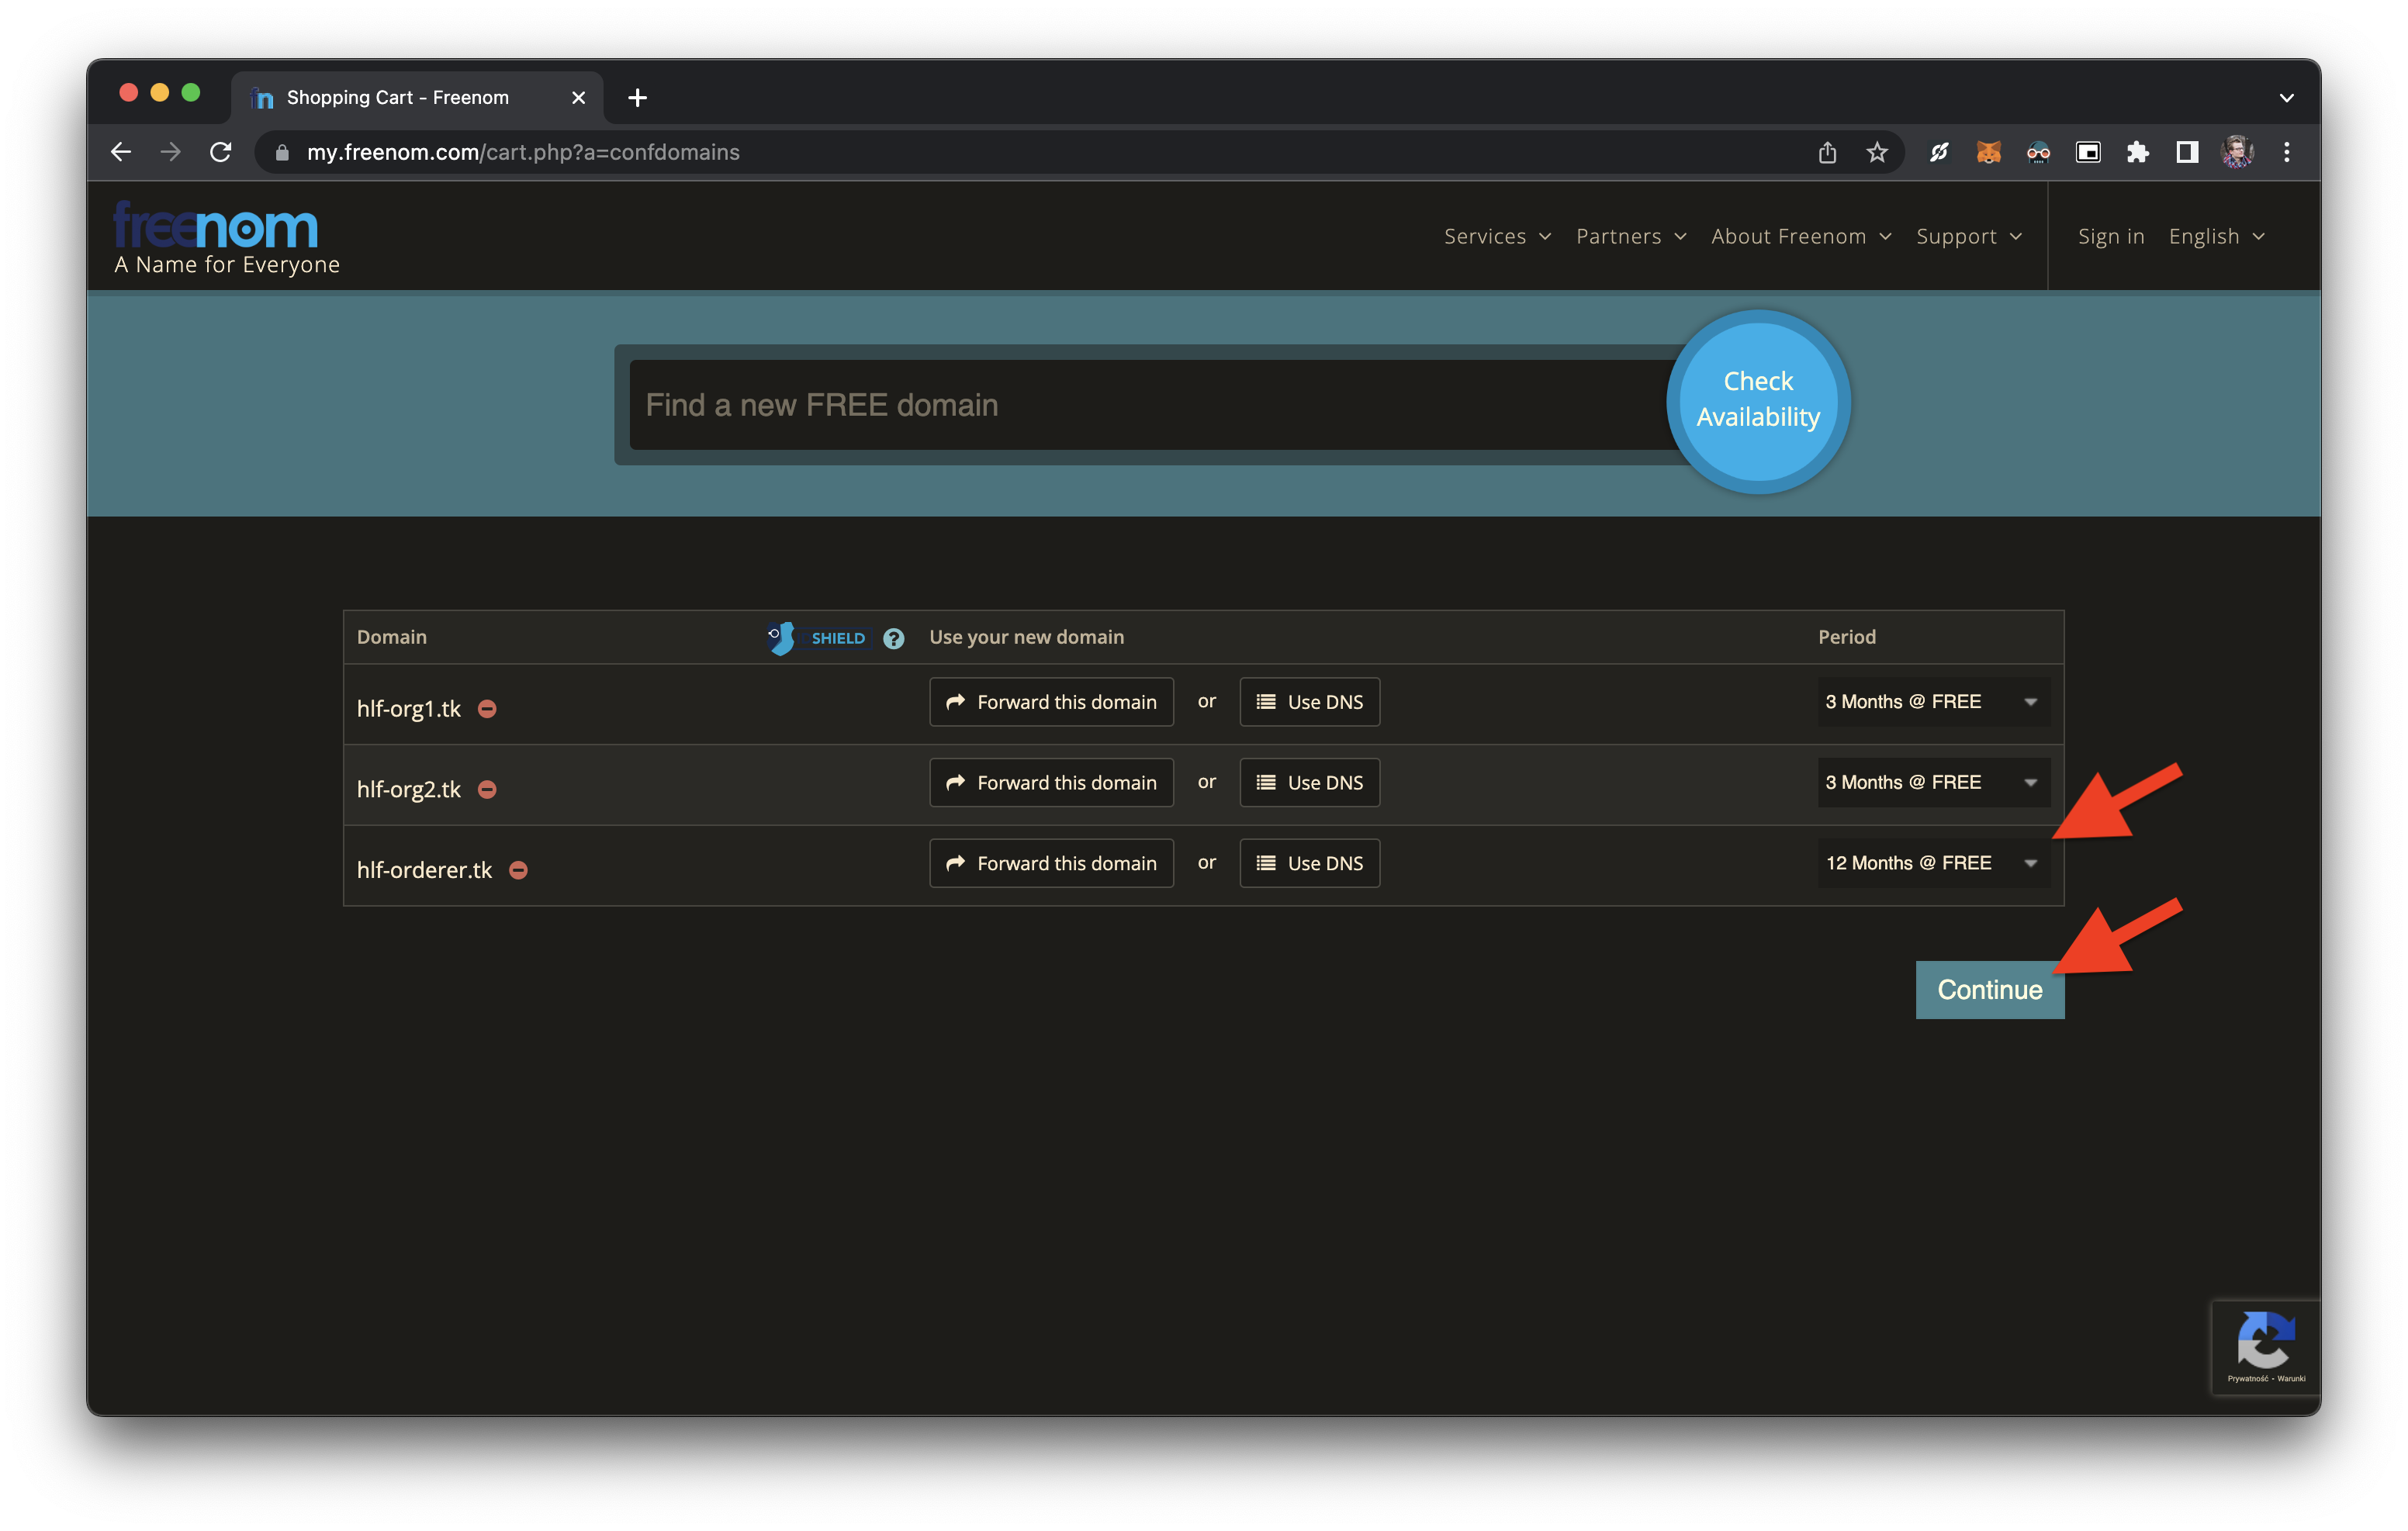 Shopping Cart - Freenom
my.freenom.com/cart.php?a=confdomains
freenom
A Name for Everyone
Services
Partners
About Freenom
Support
Sign in
English
Find a new FREE domain
Check
Availability
Domain
SHIELD
?
Use your new domain
Period
hlf-org1.tk
Forward this domain
or
Use DNS
3 Months @ FREE
hlf-org2.tk
Forward this domain
or
Use DNS
3 Months @ FREE
hlf-orderer.tk
Forward this domain
or
Use DNS
12 Months @ FREE
Continue
Prywatność - Warunki